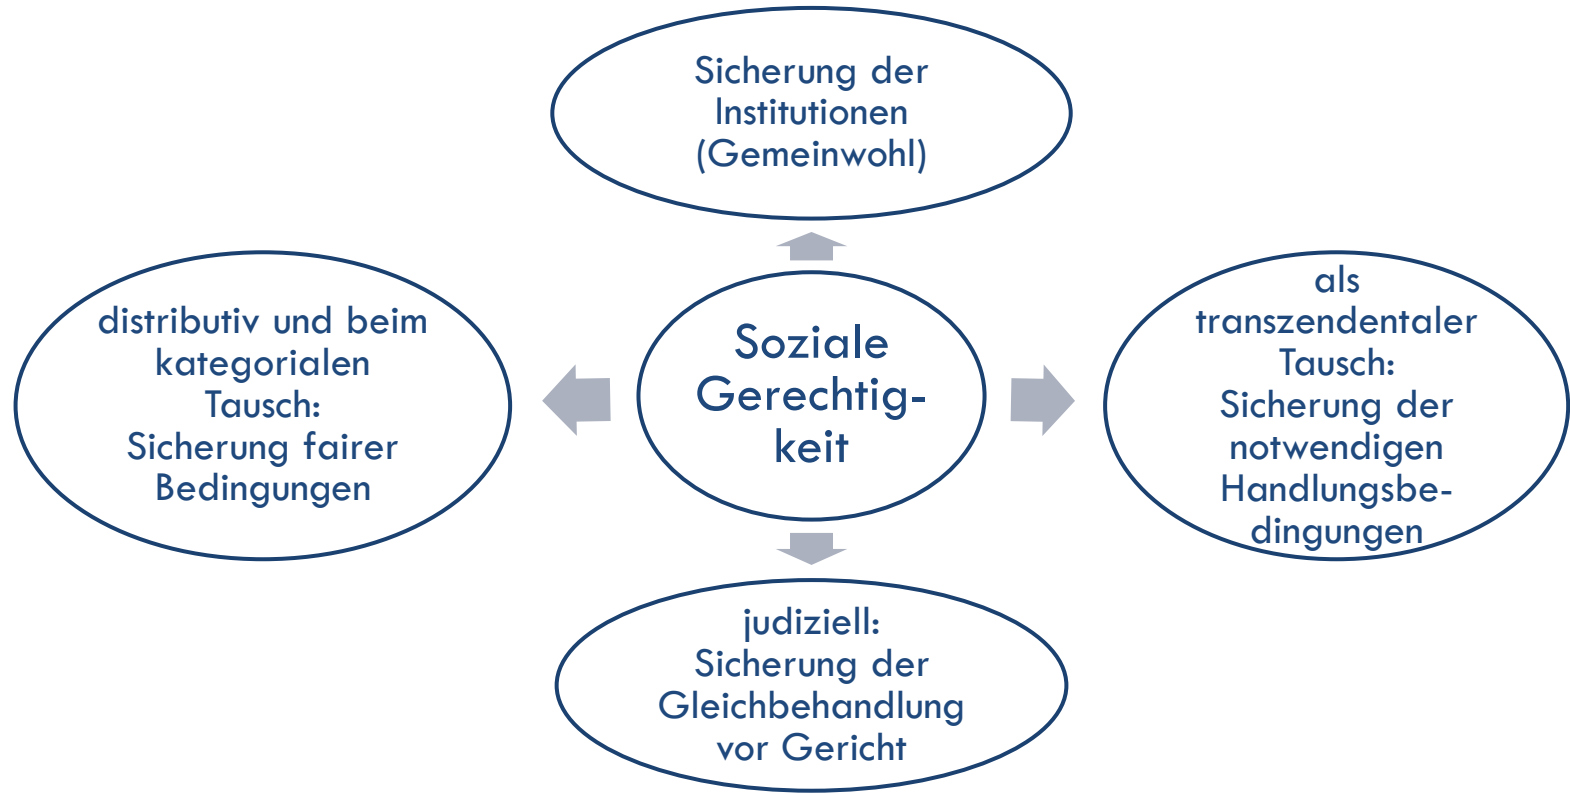 Sicherung der
Institutionen
(Gemeinwohl)
distributiv und beim
kategorialen
Tausch:
Sicherung fairer
Bedingungen
Soziale
Gerechtig-
keit
als
transzendentaler
Tausch:
Sicherung der
notwendigen
Handlungsbe-
dingungen
judiziell:
Sicherung der
Gleichbehandlung
vor Gericht